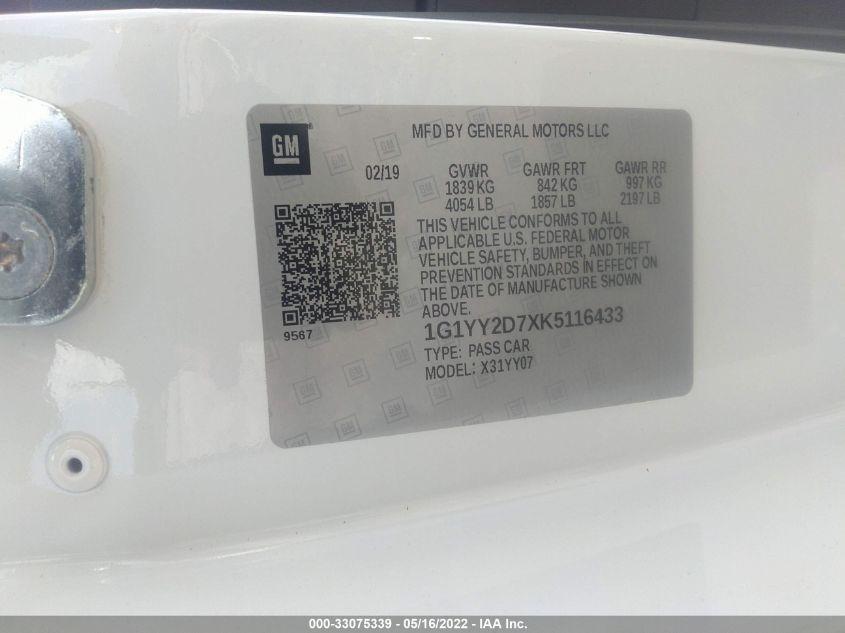 GM
MFD BY GENERAL MOTORS LLC
02/19
GVWR GAWR FRT GAWR RR
1839 KG 842 KG 997 KG
4054 LB 1857 LB 2197 LB
THIS VEHICLE CONFORMS TO ALL
APPLICABLE U.S. FEDERAL MOTOR
VEHICLE SAFETY, BUMPER, AND THEFT
PREVENTION STANDARDS IN EFFECT ON
THE DATE OF MANUFACTURE SHOWN
ABOVE.
9567
1G1YY2D7XK5116433
TYPE: PASS CAR
MODEL: X31YY07
000-33075339 - 05/16/2022 - IAAI.com